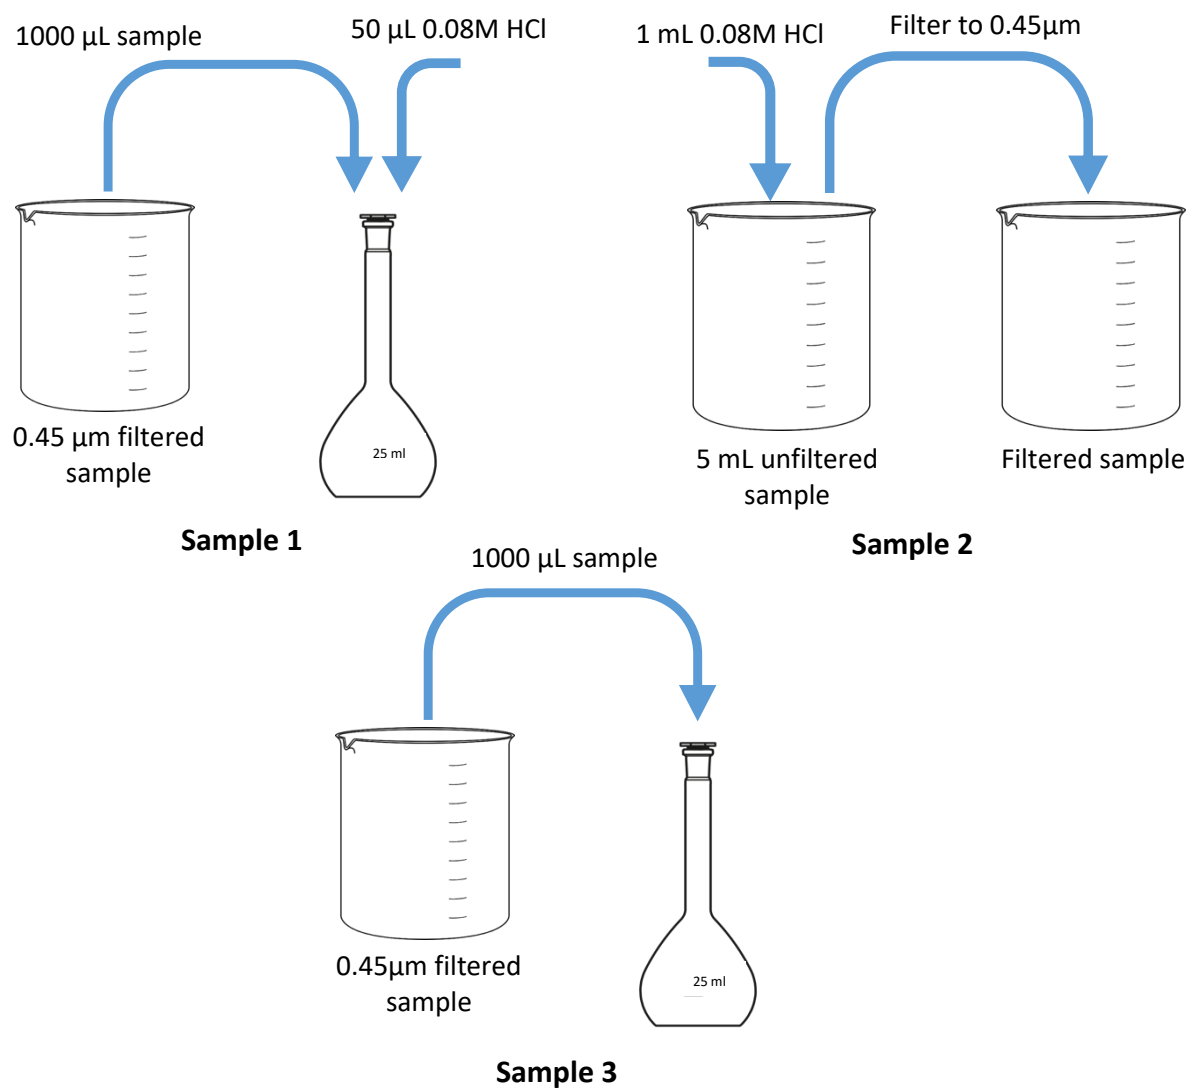 1000 µL sample
50 µL 0.08M HCl
0.45 µm filtered
sample
25 ml
Sample 1
1 mL 0.08M HCl
Filter to 0.45µm
5 mL unfiltered
sample
Filtered sample
Sample 2
1000 µL sample
0.45µm filtered
sample
25 ml
Sample 3